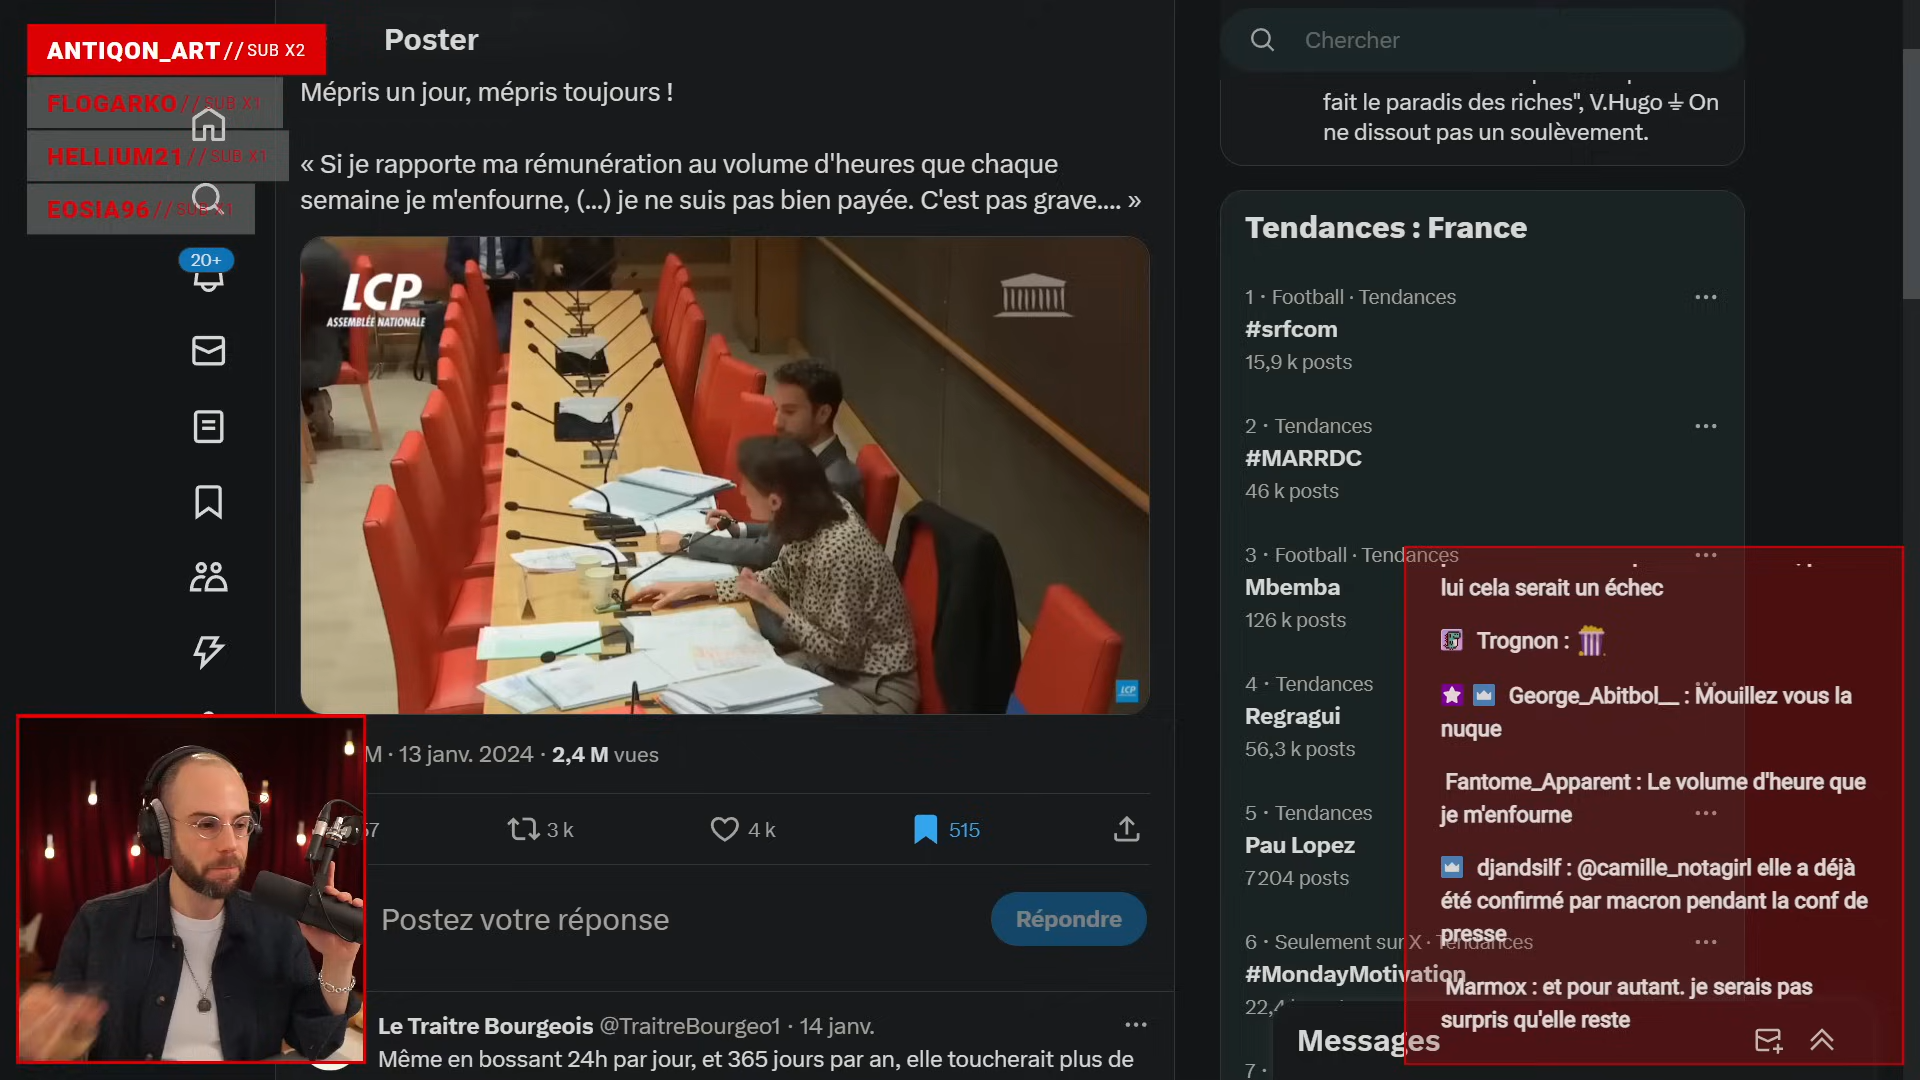 ANTIQON_ART // SUB X2
FLOGARKO // SUB X1
HELLIUM21 // SUB X1
EOSIA96 // SUB X1
20+
Poster
Mépris un jour, mépris toujours !
« Si je rapporte ma rémunération au volume d'heures que chaque
semaine je m'enfourne, (...) je ne suis pas bien payée. C'est pas grave.... »
LCP
ASSEMBLÉE NATIONALE
LCP
M · 13 janv. 2024 · 2,4 M vues
57
3 k
4 k
515
Postez votre réponse
Répondre
Le Traitre Bourgeois @TraitreBourgeo1 · 14 janv.
Même en bossant 24h par jour, et 365 jours par an, elle toucherait plus de
Chercher
fait le paradis des riches", V.Hugo ⏚ On
ne dissout pas un soulèvement.
Tendances : France
1 · Football · Tendances
#srfcom
15,9 k posts
2 · Tendances
#MARRDC
46 k posts
3 · Football · Tendances
Mbemba
126 k posts
4 · Tendances
Regragui
56,3 k posts
5 · Tendances
Pau Lopez
7 204 posts
6 · Seulement sur X · Tendances
#MondayMotivation
22,4
7 ·
Messages
lui cela serait un échec
Trognon :
George_Abitbol__ : Mouillez vous la
nuque
Fantome_Apparent : Le volume d'heure que
je m'enfourne
djandsilf : @camille_notagirl elle a déjà
été confirmé par macron pendant la conf de
presse
Marmox : et pour autant. je serais pas
surpris qu'elle reste